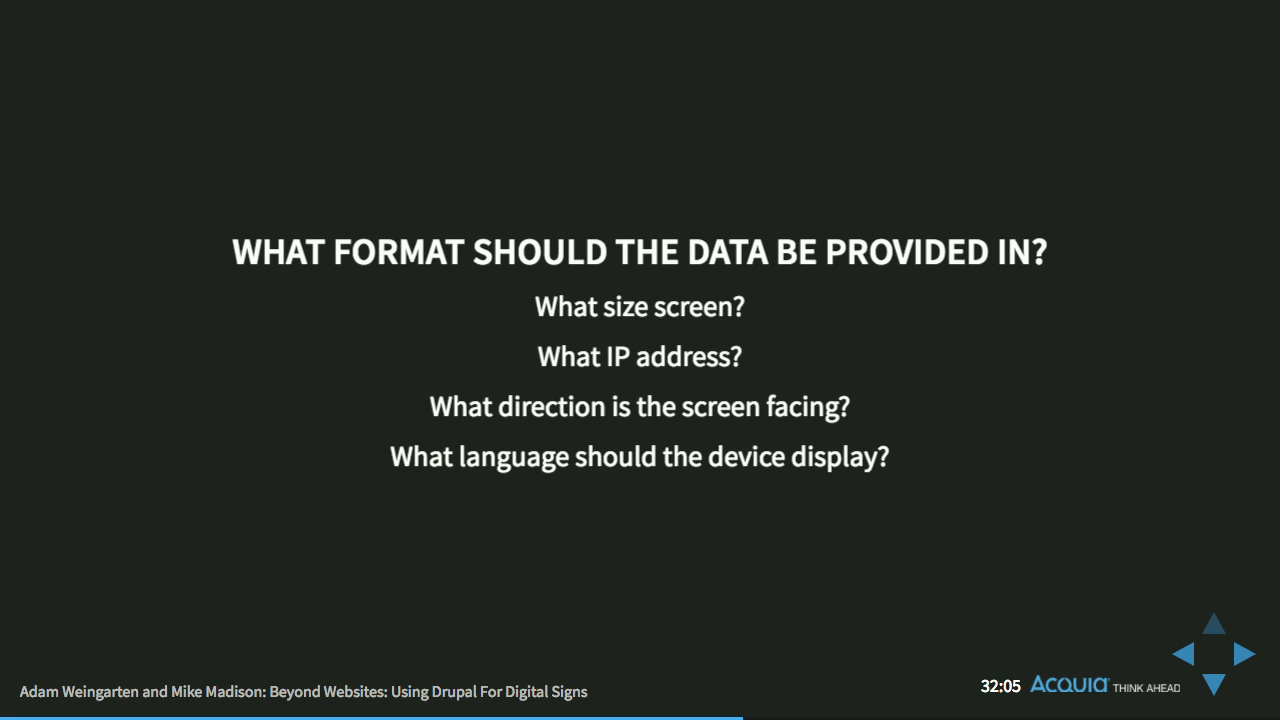 WHAT FORMAT SHOULD THE DATA BE PROVIDED IN?
What size screen?
What IP address?
What direction is the screen facing?
What language should the device display?
Adam Weingarten and Mike Madison: Beyond Websites: Using Drupal For Digital Signs
32:05 Acquia THINK AHEAD